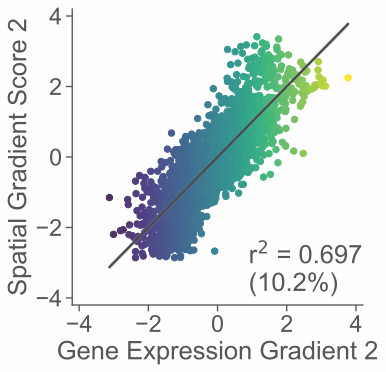 Spatial Gradient Score 2
4
2
0
−2
−4
r² = 0.697
(10.2%)
−4 −2 0 2 4
Gene Expression Gradient 2